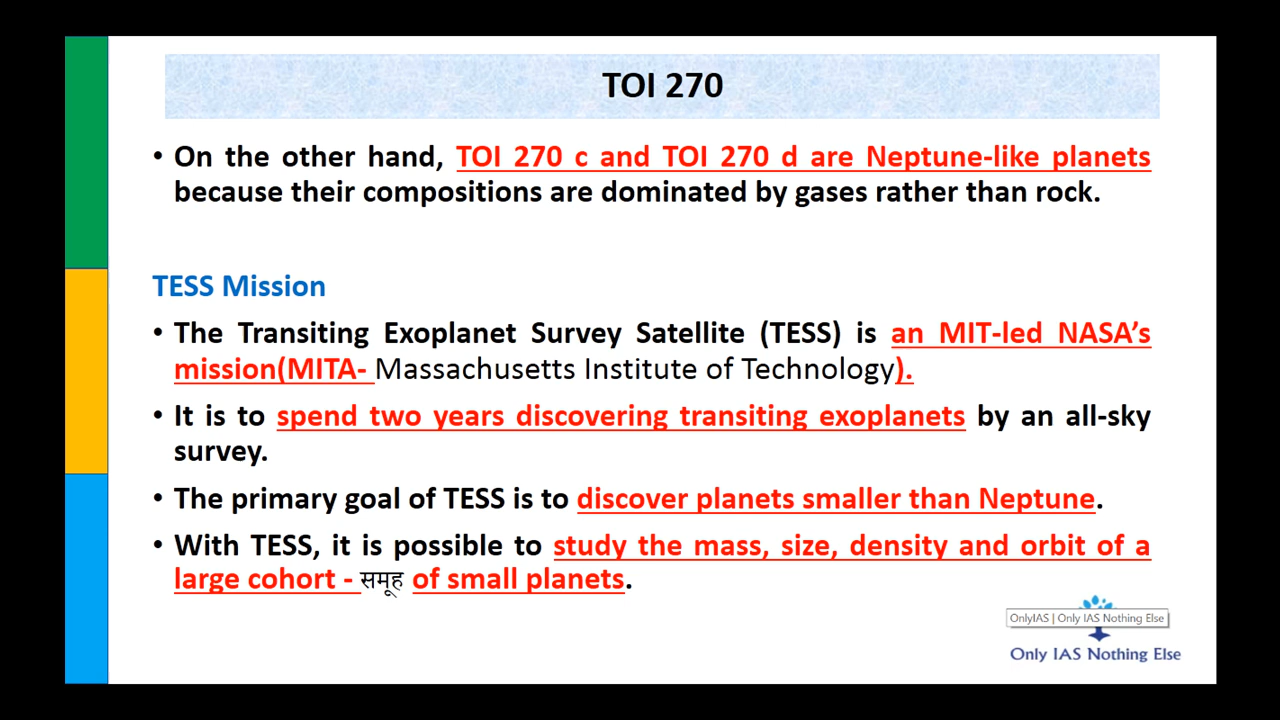 TOI 270
• On the other hand, TOI 270 c and TOI 270 d are Neptune-like planets
because their compositions are dominated by gases rather than rock.
TESS Mission
• The Transiting Exoplanet Survey Satellite (TESS) is an MIT-led NASA's
mission(MITA- Massachusetts Institute of Technology).
• It is to spend two years discovering transiting exoplanets by an all-sky
survey.
• The primary goal of TESS is to discover planets smaller than Neptune.
• With TESS, it is possible to study the mass, size, density and orbit of a
large cohort - समूह of small planets.
OnlyIAS | Only IAS Nothing Else
Only IAS Nothing Else